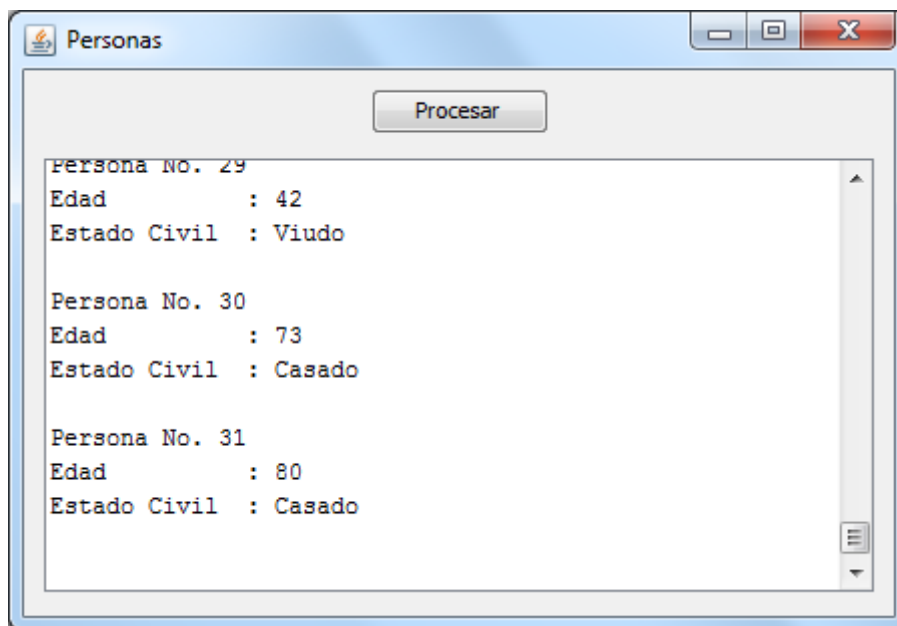 Personas
Procesar
Persona No. 29
Edad : 42
Estado Civil : Viudo
Persona No. 30
Edad : 73
Estado Civil : Casado
Persona No. 31
Edad : 80
Estado Civil : Casado